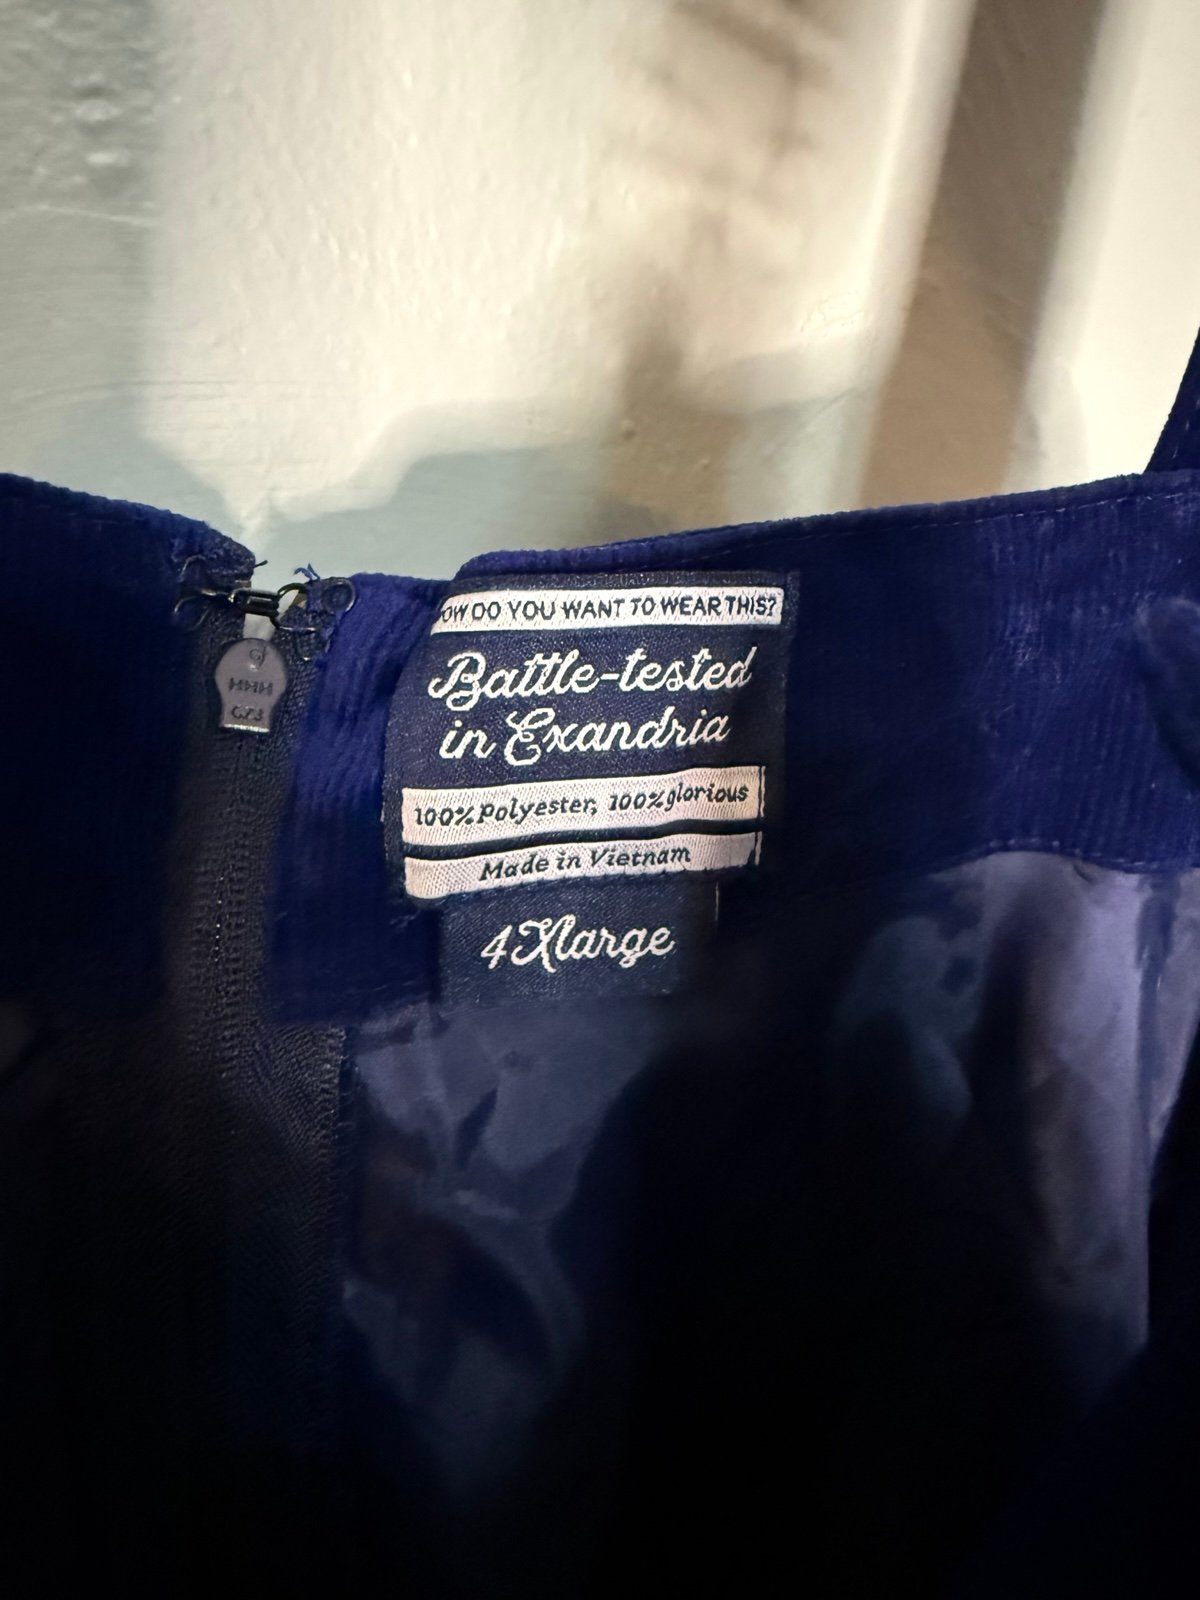 OW DO YOU WANT TO WEAR THIS?
Battle-tested
in Exandria
100% Polyester, 100% glorious
Made in Vietnam
4Xlarge